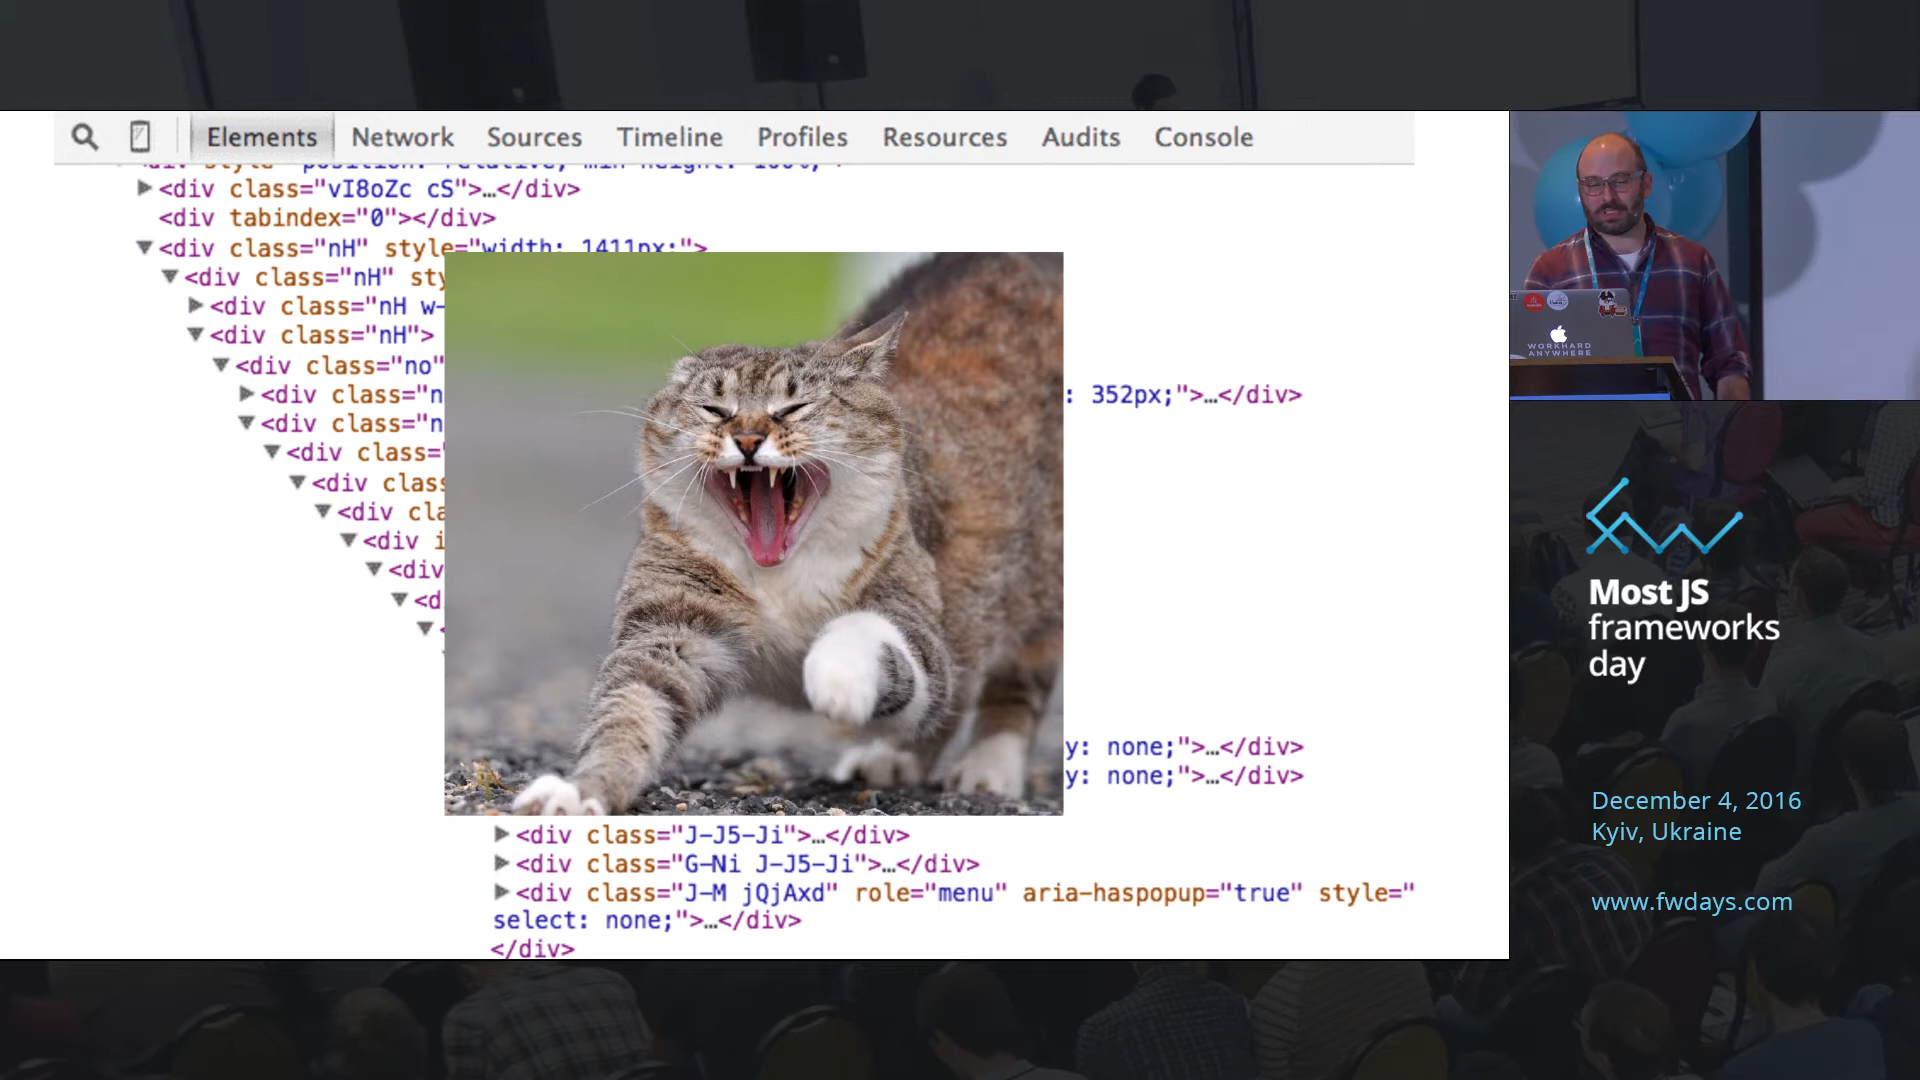 Elements Network Sources Timeline Profiles Resources Audits Console
▶<div class="vI8oZc cS">…</div>
<div tabindex="0"></div>
▼<div class="nH" style="width: 1411px;">
▼<div class="nH" sty
▶<div class="nH w-
▼<div class="nH">
▼<div class="no"
▶<div class="n : 352px;">…</div>
▼<div class="n
▼<div class="
▼<div class
▼<div cla
▼<div i
▼<div
▼<d
▼<
y: none;">…</div>
y: none;">…</div>
▶<div class="J-J5-Ji">…</div>
▶<div class="G-Ni J-J5-Ji">…</div>
▶<div class="J-M jQjAxd" role="menu" aria-haspopup="true" style="
select: none;">…</div>
</div>
WORKHARD
ANYWHERE
Most JS
frameworks
day
December 4, 2016
Kyiv, Ukraine
www.fwdays.com